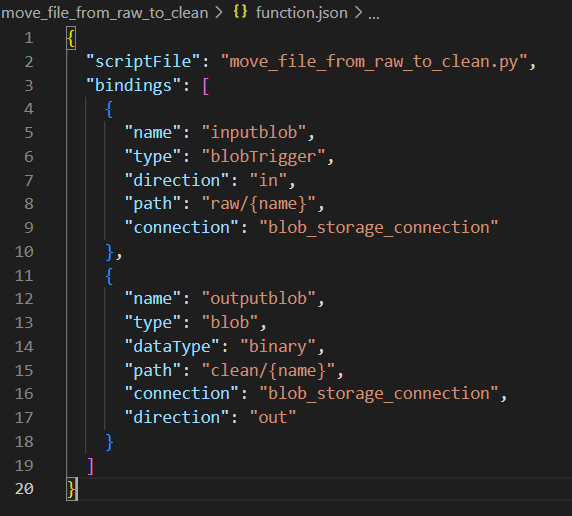 move_file_from_raw_to_clean > {} function.json > ...
1 {
2 "scriptFile": "move_file_from_raw_to_clean.py",
3 "bindings": [
4 {
5 "name": "inputblob",
6 "type": "blobTrigger",
7 "direction": "in",
8 "path": "raw/{name}",
9 "connection": "blob_storage_connection"
10 },
11 {
12 "name": "outputblob",
13 "type": "blob",
14 "dataType": "binary",
15 "path": "clean/{name}",
16 "connection": "blob_storage_connection",
17 "direction": "out"
18 }
19 ]
20 }